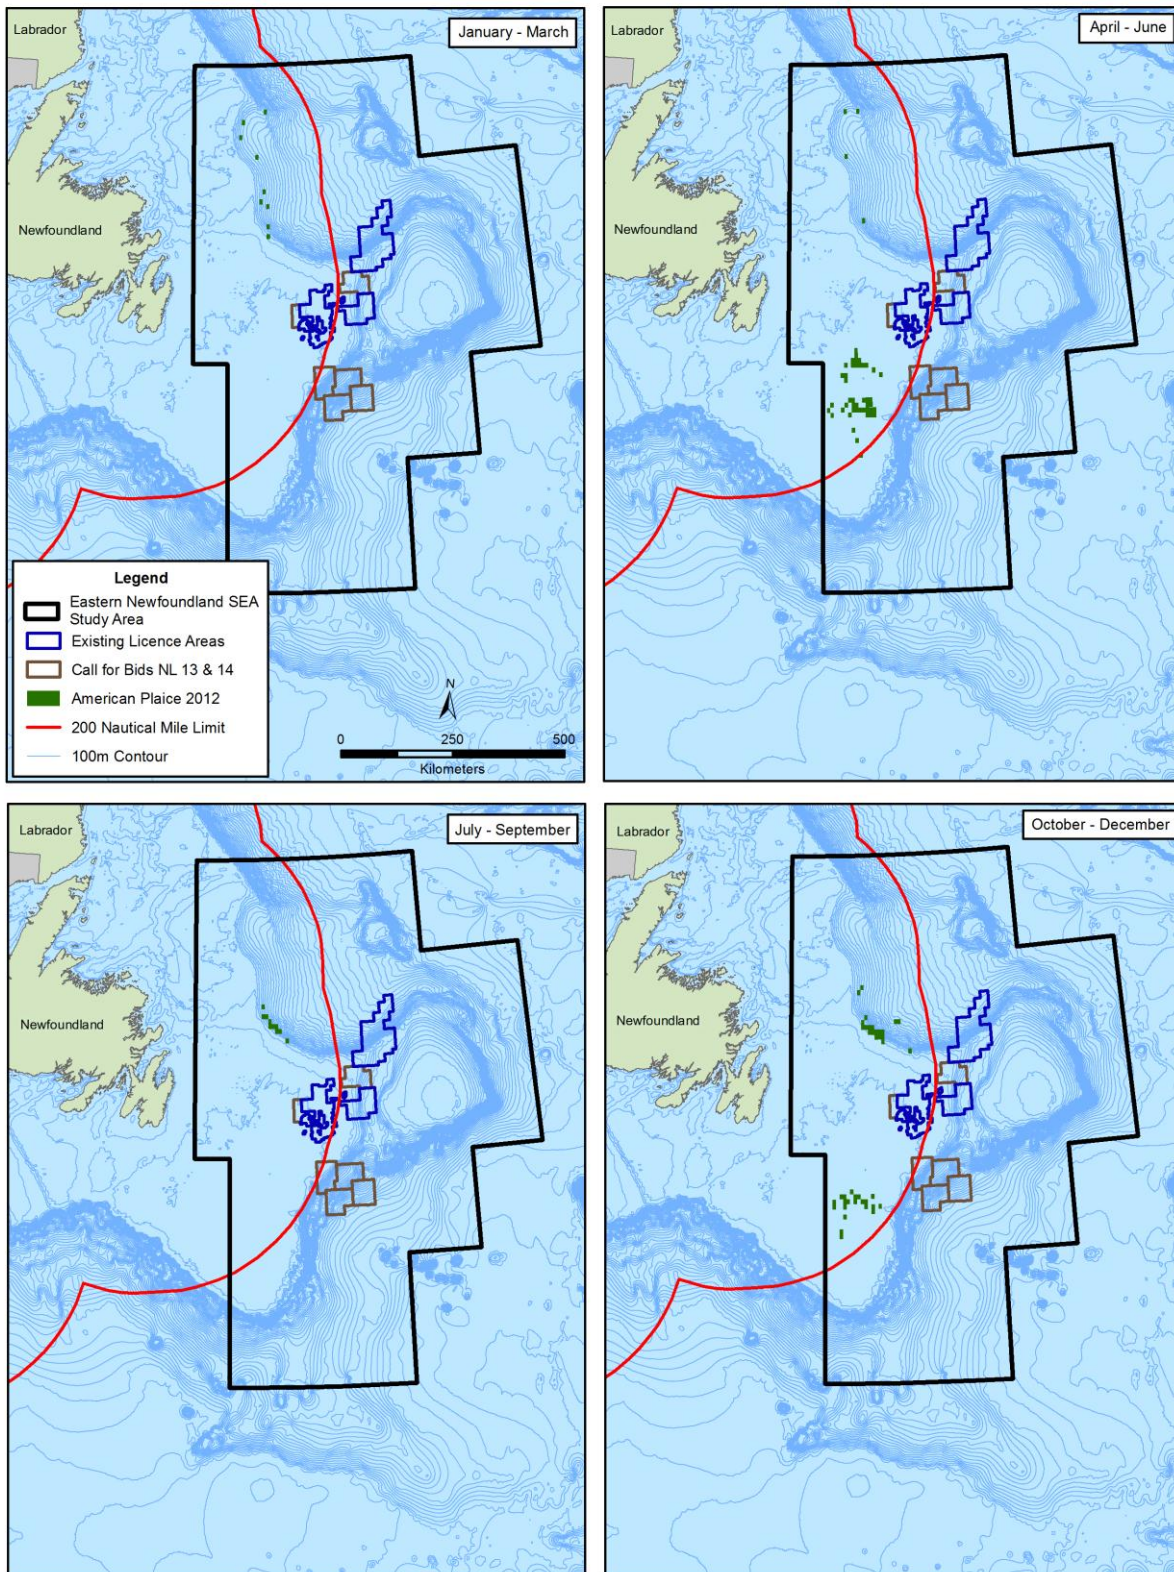 Labrador
January - March
Newfoundland
Legend
Eastern Newfoundland SEA
Study Area
Existing Licence Areas
Call for Bids NL 13 & 14
American Plaice 2012
200 Nautical Mile Limit
100m Contour
N
0 250 500
Kilometers
Labrador
April - June
Newfoundland
Labrador
July - September
Newfoundland
Labrador
October - December
Newfoundland